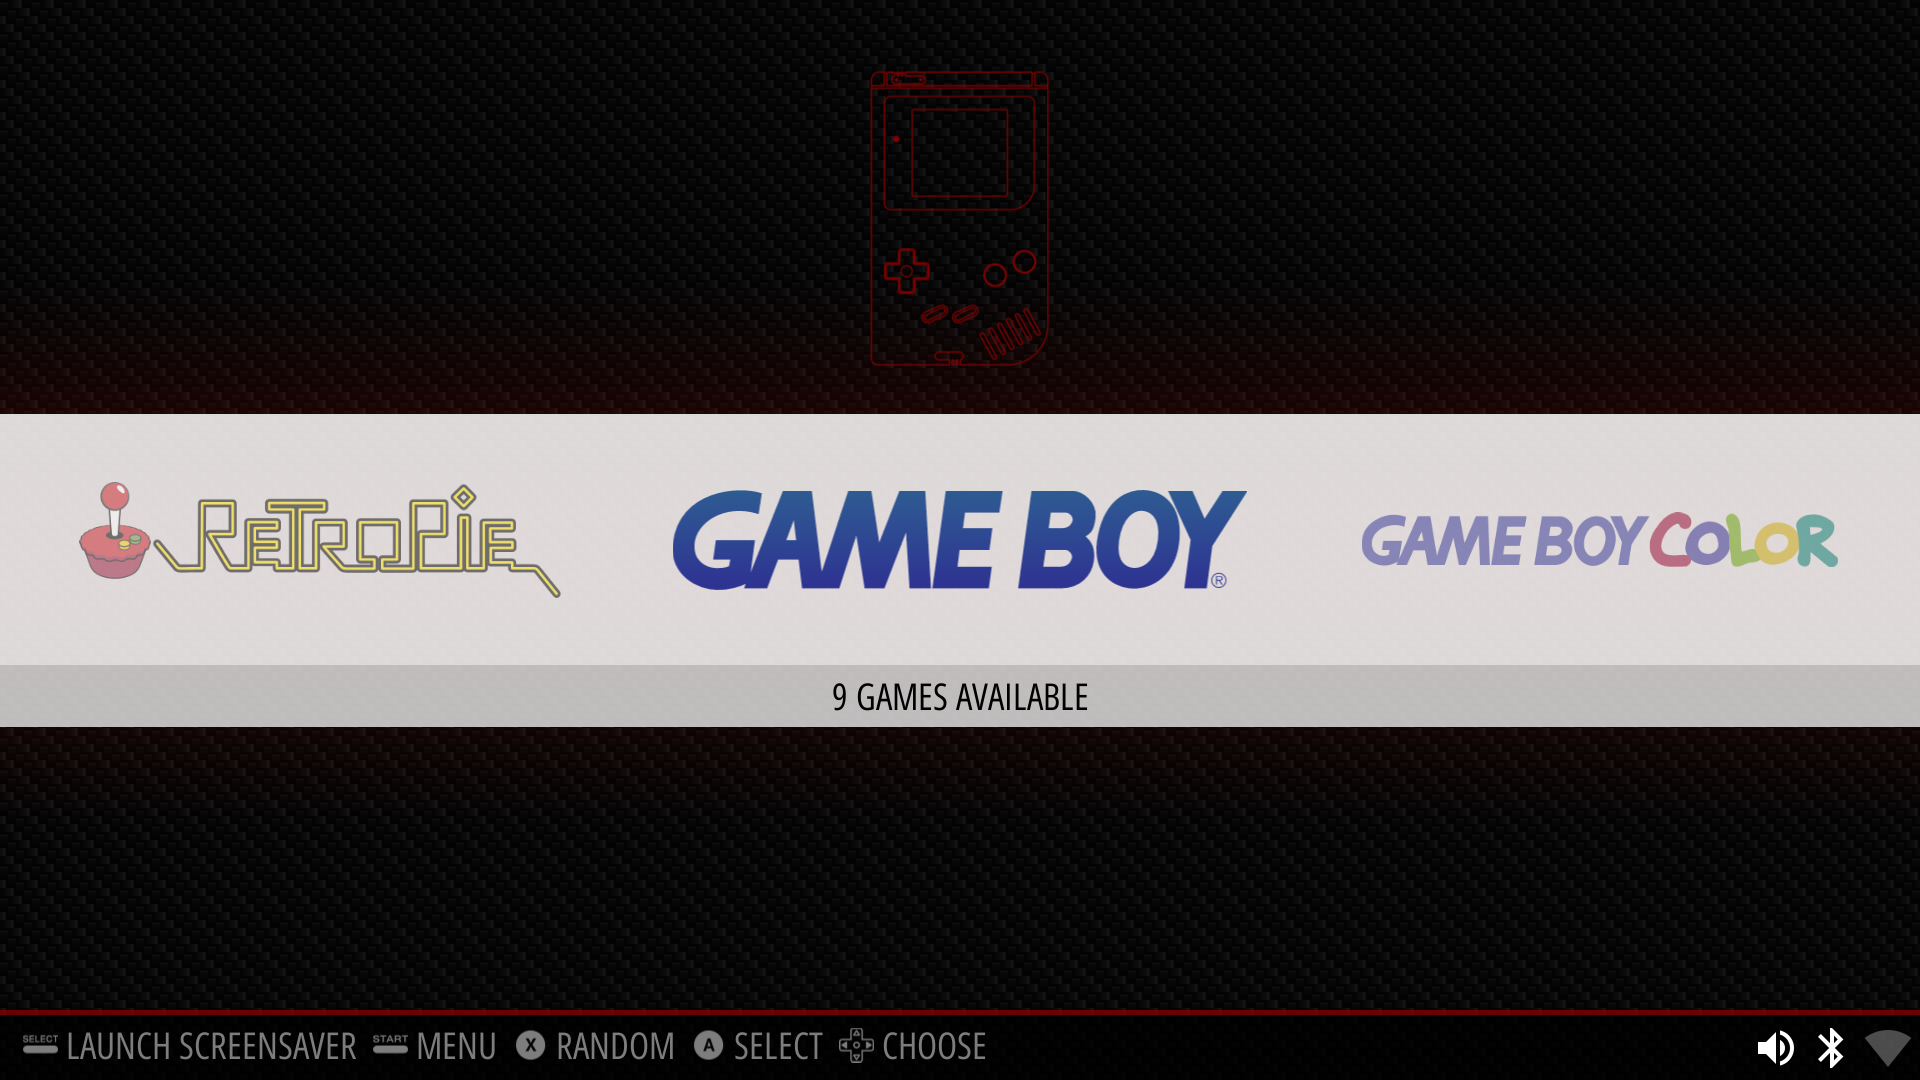 RETROPIE
GAME BOY®
GAME BOY COLOR
9 GAMES AVAILABLE
SELECT LAUNCH SCREENSAVER START MENU X RANDOM A SELECT CHOOSE